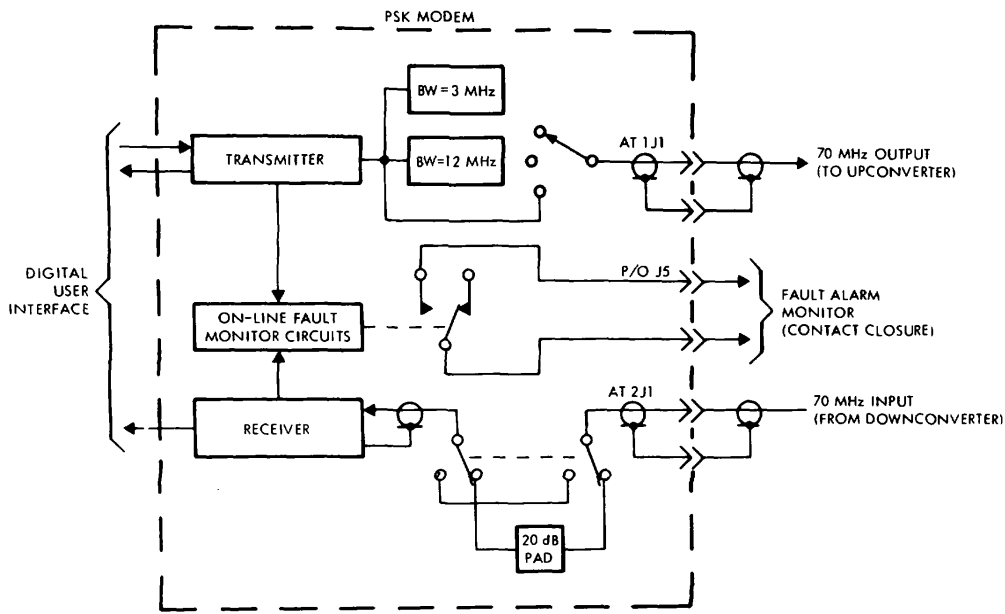 PSK MODEM
BW = 3 MHz
BW=12 MHz
TRANSMITTER
AT 1J1
70 MHz OUTPUT
(TO UPCONVERTER)
DIGITAL
USER
INTERFACE
P/O J5
ON-LINE FAULT
MONITOR CIRCUITS
FAULT ALARM
MONITOR
(CONTACT CLOSURE)
RECEIVER
AT 2J1
70 MHz INPUT
(FROM DOWNCONVERTER)
20 dB
PAD